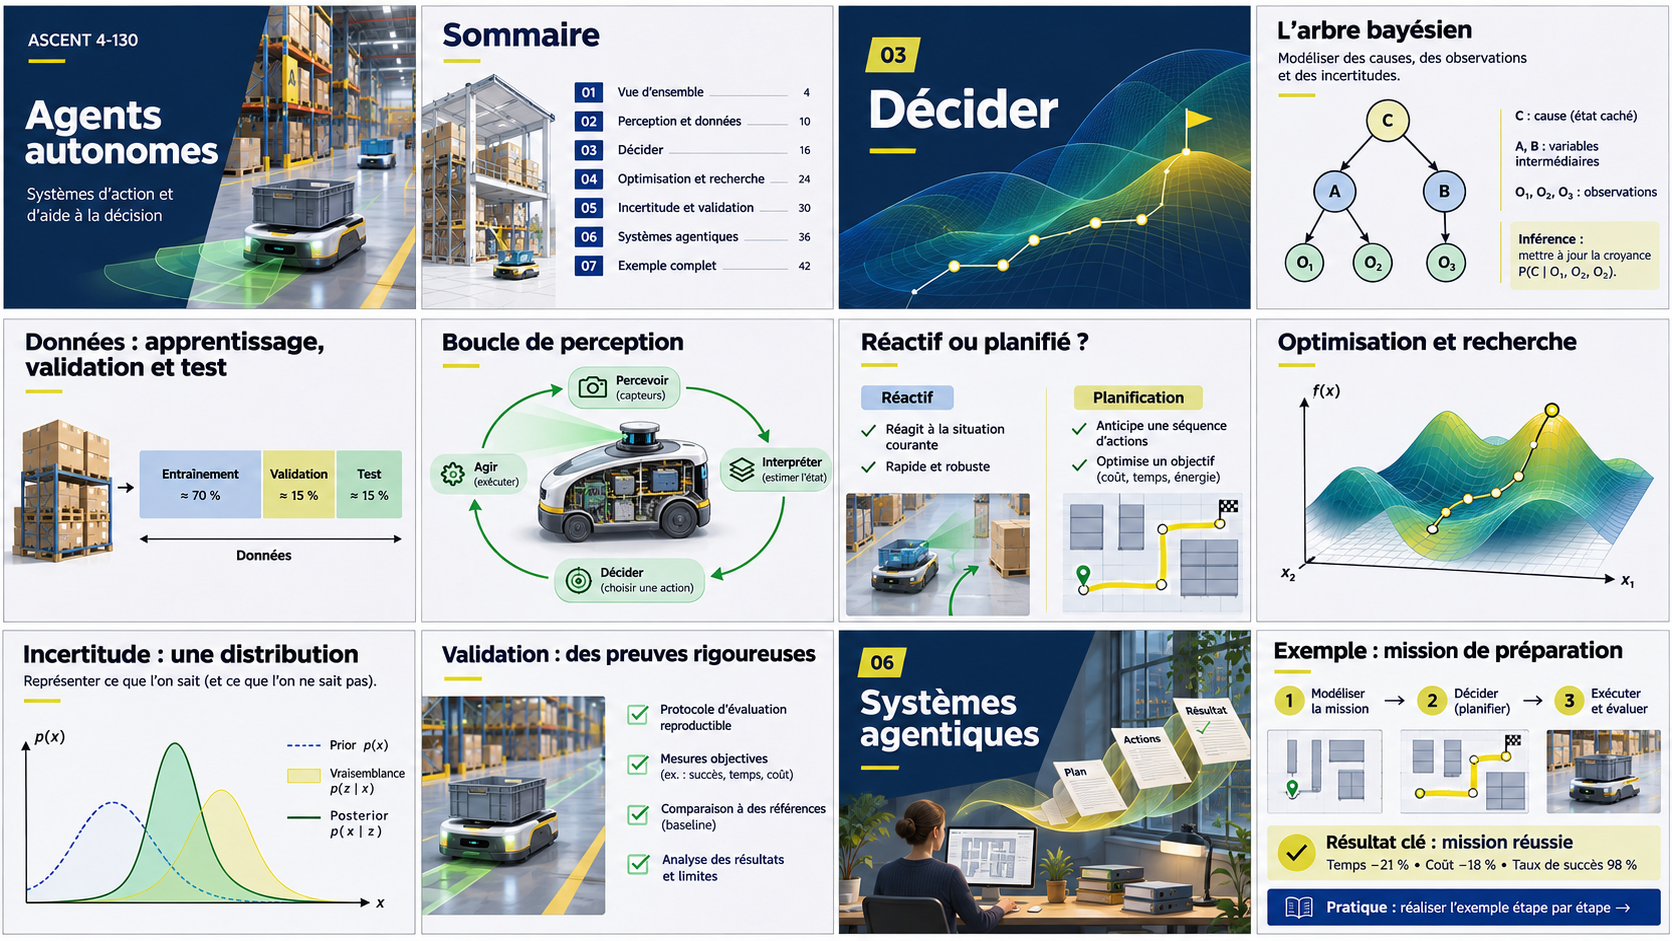 ASCENT 4-130
Agents
autonomes
Systèmes d'action et
d'aide à la décision
Sommaire
01 Vue d'ensemble 4
02 Perception et données 10
03 Décider 16
04 Optimisation et recherche 24
05 Incertitude et validation 30
06 Systèmes agentiques 36
07 Exemple complet 42
03
Décider
L'arbre bayésien
Modéliser des causes, des observations
et des incertitudes.
C
A
B
O₁
O₂
O₃
C : cause (état caché)
A, B : variables
intermédiaires
O₁, O₂, O₃ : observations
Inférence :
mettre à jour la croyance
P(C | O₁, O₂, O₂).
Données : apprentissage,
validation et test
Entraînement
≈ 70 %
Validation
≈ 15 %
Test
≈ 15 %
Données
Boucle de perception
Percevoir
(capteurs)
Interpréter
(estimer l'état)
Décider
(choisir une action)
Agir
(exécuter)
Réactif ou planifié ?
Réactif
Réagit à la situation
courante
Rapide et robuste
Planification
Anticipe une séquence
d'actions
Optimise un objectif
(coût, temps, énergie)
Optimisation et recherche
f(x)
x₂
x₁
Incertitude : une distribution
Représenter ce que l'on sait (et ce que l'on ne sait pas).
p(x)
x
Prior p(x)
Vraisemblance
p(z | x)
Posterior
p(x | z)
Validation : des preuves rigoureuses
Protocole d'évaluation
reproductible
Mesures objectives
(ex. : succès, temps, coût)
Comparaison à des références
(baseline)
Analyse des résultats
et limites
06
Systèmes
agentiques
Plan
Actions
Résultat
Exemple : mission de préparation
1 Modéliser
la mission
→ 2 Décider
(planifier)
→ 3 Exécuter
et évaluer
Résultat clé : mission réussie
Temps −21 % • Coût −18 % • Taux de succès 98 %
Pratique : réaliser l'exemple étape par étape →